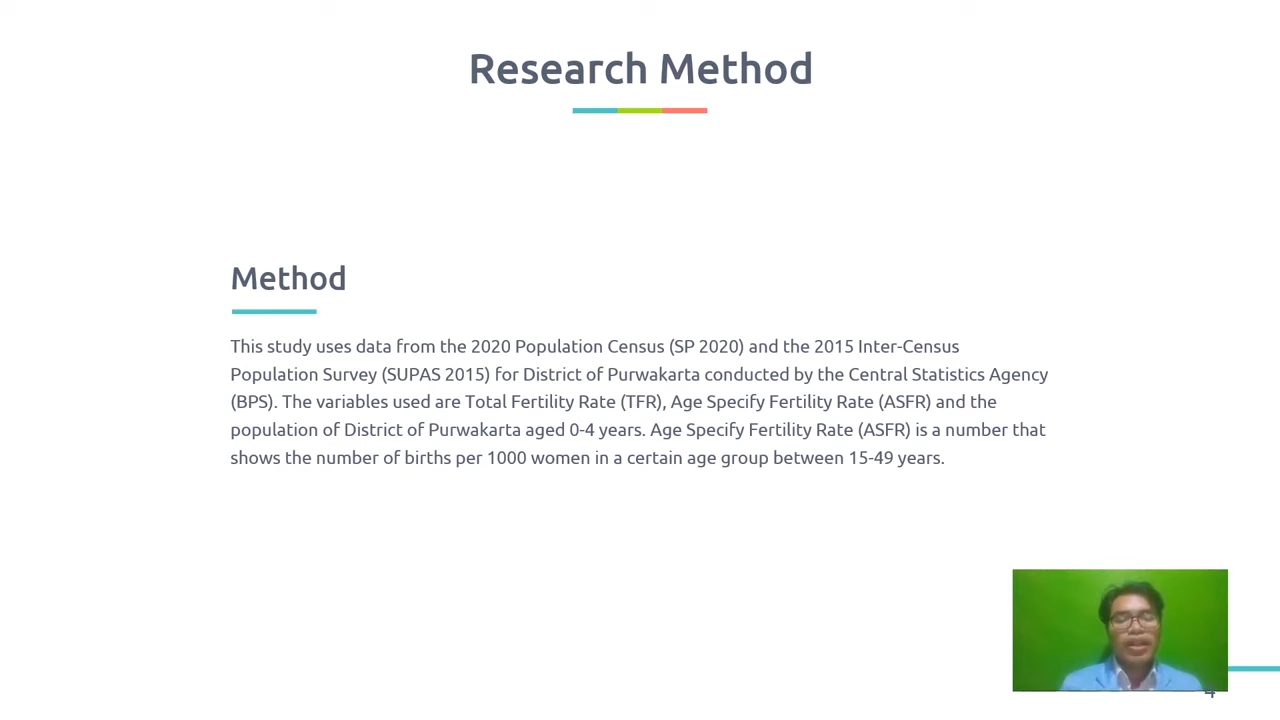 Research Method
Method
This study uses data from the 2020 Population Census (SP 2020) and the 2015 Inter-Census
Population Survey (SUPAS 2015) for District of Purwakarta conducted by the Central Statistics Agency
(BPS). The variables used are Total Fertility Rate (TFR), Age Specify Fertility Rate (ASFR) and the
population of District of Purwakarta aged 0-4 years. Age Specify Fertility Rate (ASFR) is a number that
shows the number of births per 1000 women in a certain age group between 15-49 years.
4